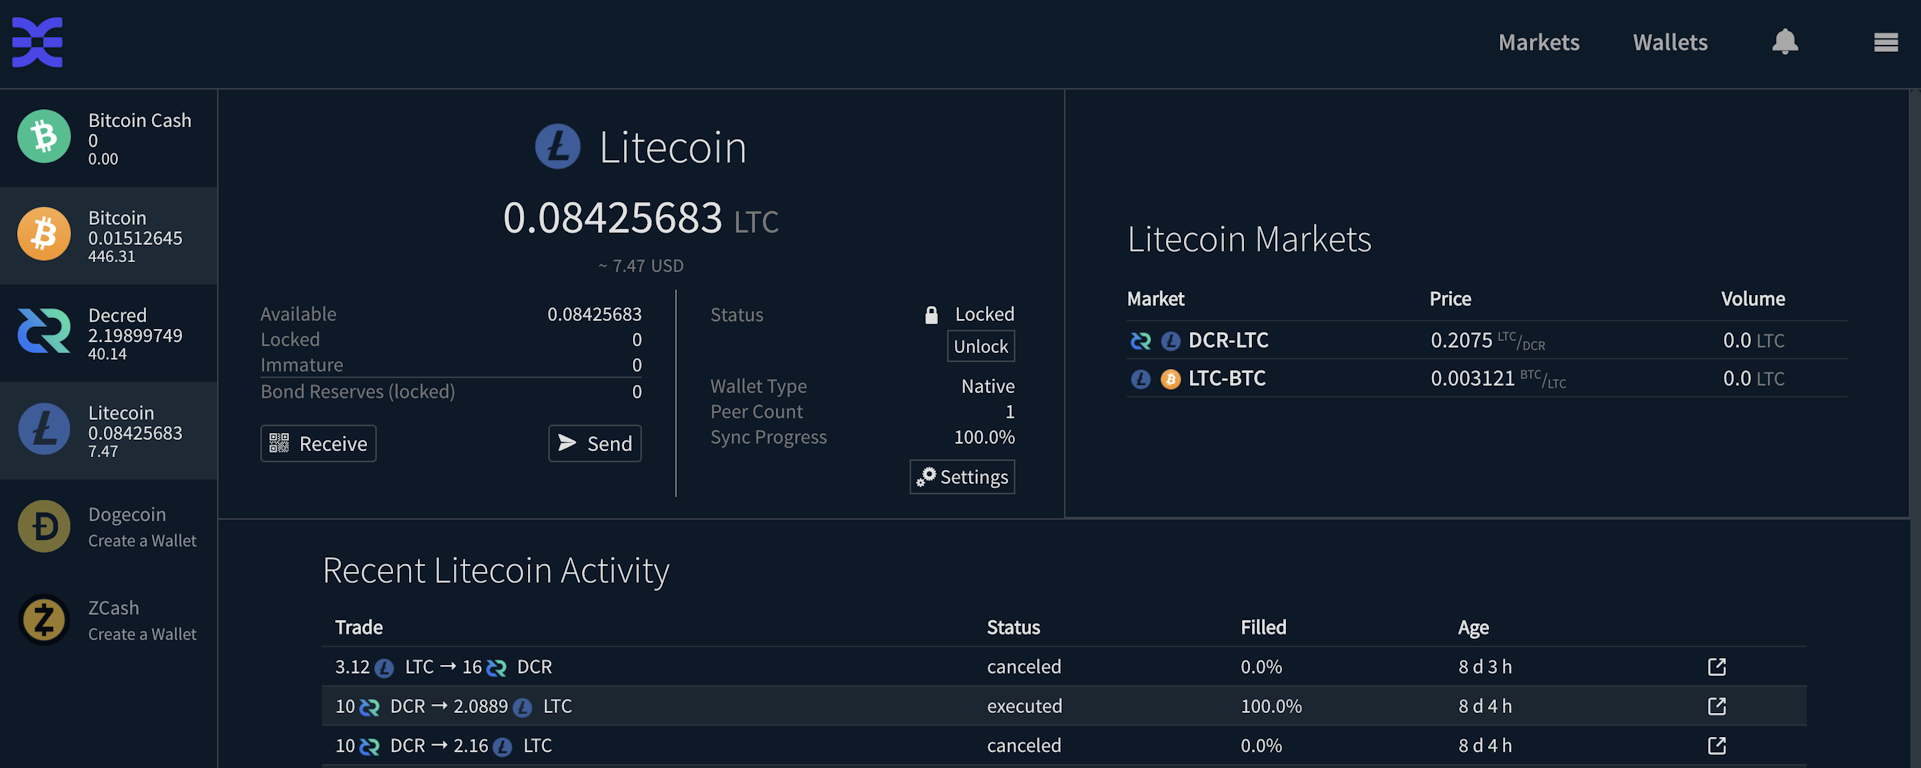 Markets Wallets
Bitcoin Cash
0
0.00
Bitcoin
0.01512645
446.31
Decred
2.19899749
40.14
Litecoin
0.08425683
7.47
Dogecoin
Create a Wallet
ZCash
Create a Wallet
Litecoin
0.08425683 LTC
~ 7.47 USD
Available 0.08425683
Locked 0
Immature 0
Bond Reserves (locked) 0
Receive Send
Status Locked
Unlock
Wallet Type Native
Peer Count 1
Sync Progress 100.0%
Settings
Litecoin Markets
Market Price Volume
DCR-LTC 0.2075 LTC/DCR 0.0 LTC
LTC-BTC 0.003121 BTC/LTC 0.0 LTC
Recent Litecoin Activity
Trade Status Filled Age
3.12 LTC → 16 DCR canceled 0.0% 8 d 3 h
10 DCR → 2.0889 LTC executed 100.0% 8 d 4 h
10 DCR → 2.16 LTC canceled 0.0% 8 d 4 h